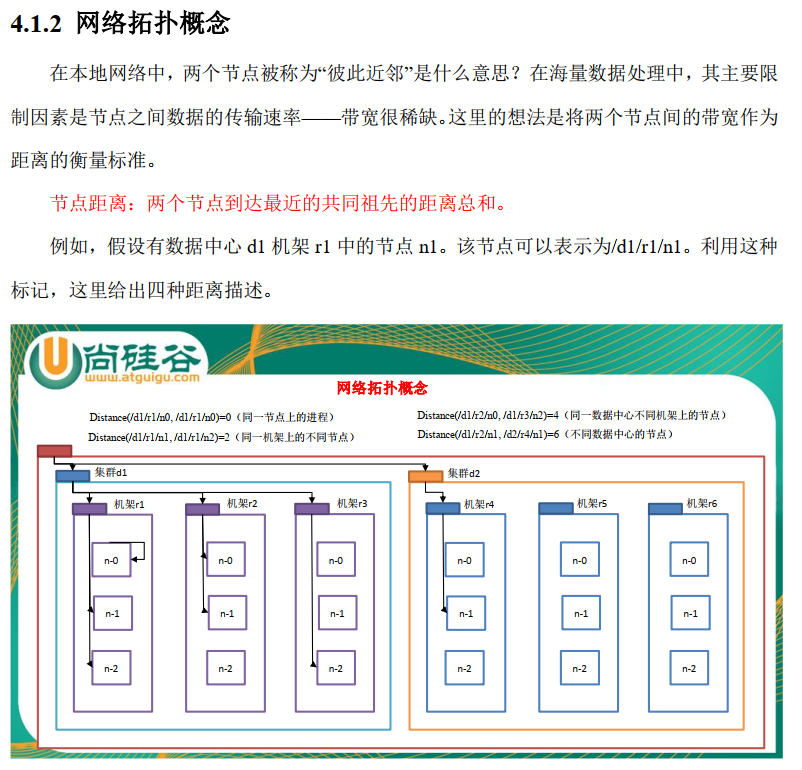 4.1.2 网络拓扑概念
在本地网络中，两个节点被称为“彼此近邻”是什么意思？在海量数据处理中，其主要限
制因素是节点之间数据的传输速率——带宽很稀缺。这里的想法是将两个节点间的带宽作为
距离的衡量标准。
节点距离：两个节点到达最近的共同祖先的距离总和。
例如，假设有数据中心 d1 机架 r1 中的节点 n1。该节点可以表示为/d1/r1/n1。利用这种
标记，这里给出四种距离描述。
尚硅谷
www.atguigu.com
网络拓扑概念
Distance(/d1/r1/n0, /d1/r1/n0)=0（同一节点上的进程）
Distance(/d1/r2/n0, /d1/r3/n2)=4（同一数据中心不同机架上的节点）
Distance(/d1/r1/n1, /d1/r1/n2)=2（同一机架上的不同节点）
Distance(/d1/r2/n1, /d2/r4/n1)=6（不同数据中心的节点）
集群d1
集群d2
机架r1
机架r2
机架r3
机架r4
机架r5
机架r6
n-0
n-0
n-0
n-0
n-0
n-0
n-1
n-1
n-1
n-1
n-1
n-1
n-2
n-2
n-2
n-2
n-2
n-2